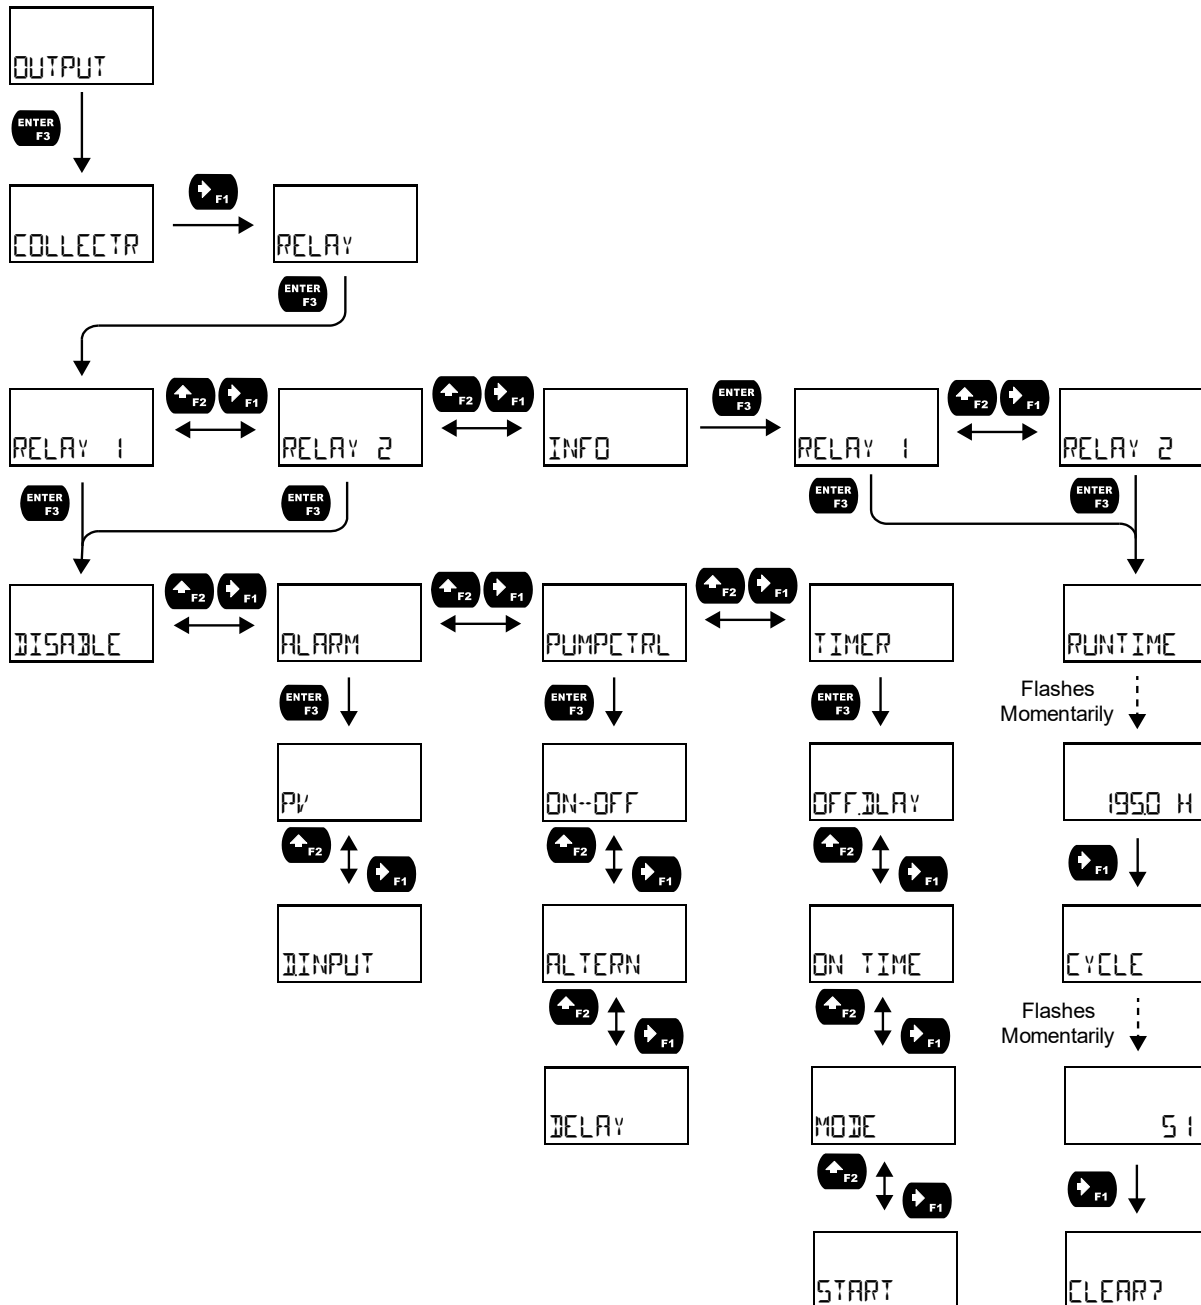 OUTPUT
ENTER
F3
F1
COLLECTR
RELAY
ENTER
F3
F2 F1
F2 F1
ENTER
F3
F2 F1
RELAY 1
RELAY 2
INFO
RELAY 1
RELAY 2
ENTER
F3
ENTER
F3
ENTER
F3
ENTER
F3
F2 F1
F2 F1
F2 F1
DISABLE
ALARM
PUMPCTRL
TIMER
RUNTIME
ENTER
F3
ENTER
F3
ENTER
F3
Flashes
Momentarily
PV
ON--OFF
OFF.DLAY
195.0 H
F2
F1
F2
F1
F2
F1
F1
D.INPUT
ALTERN
ON TIME
CYCLE
F2
F1
F2
F1
Flashes
Momentarily
DELAY
MODE
51
F2
F1
F1
START
CLEAR?